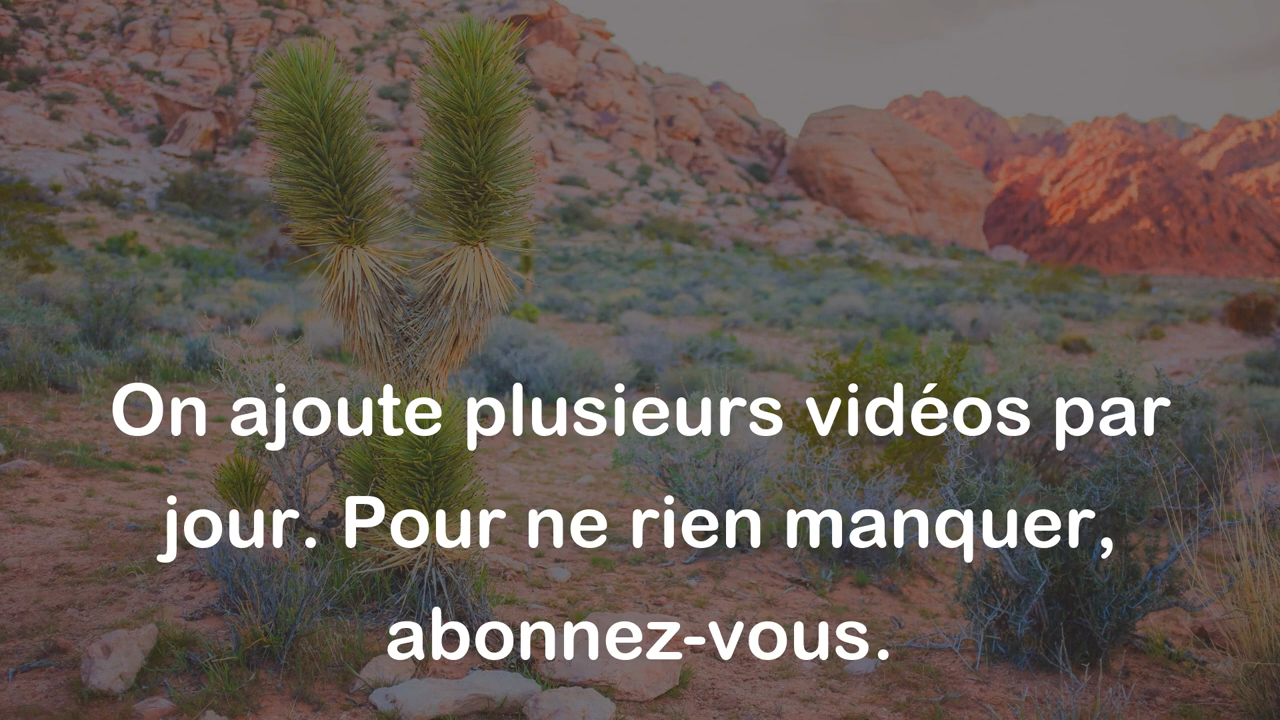 On ajoute plusieurs vidéos par
jour. Pour ne rien manquer,
abonnez-vous.